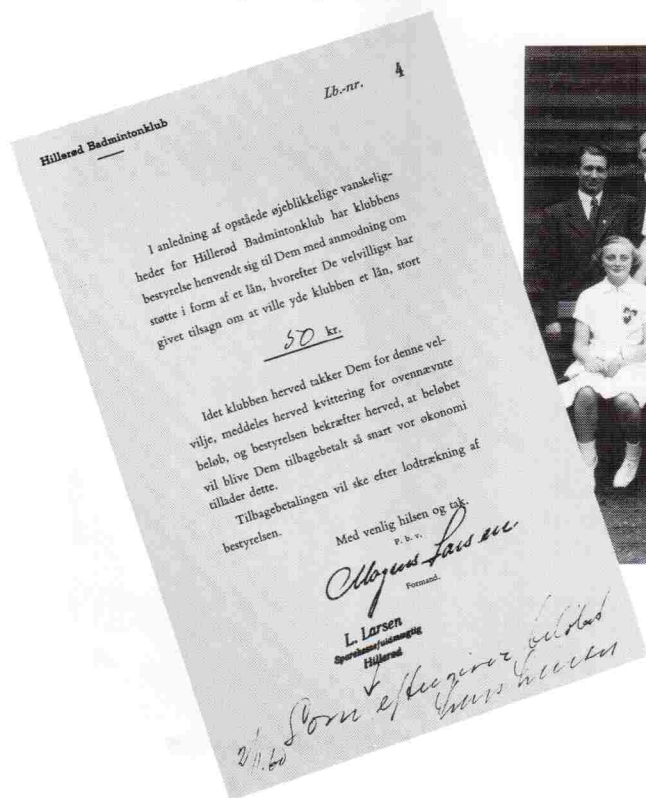 Lb.-nr. 4
Hillerød Badmintonklub
I anledning af opståede øjeblikkelige vanskelig-
heder for Hillerød Badmintonklub har klubbens
bestyrelse henvendt sig til Dem med anmodning om
støtte i form af et lån, hvorefter De velvilligst har
givet tilsagn om at ville yde klubben et lån, stort
50 kr.
Idet klubben herved takker Dem for denne vel-
vilje, meddeles herved kvittering for ovennævnte
beløb, og bestyrelsen bekræfter herved, at beløbet
vil blive Dem tilbagebetalt så snart vor økonomi
tillader dette.
Tilbagebetalingen vil ske efter lodtrækning af
bestyrelsen.
Med venlig hilsen og tak.
P. b. v.
Mogens Larsen
Formand.
L. Larsen
Sparekassefuldmægtig
Hillerød
Som eftergiver beløbet
Larsen